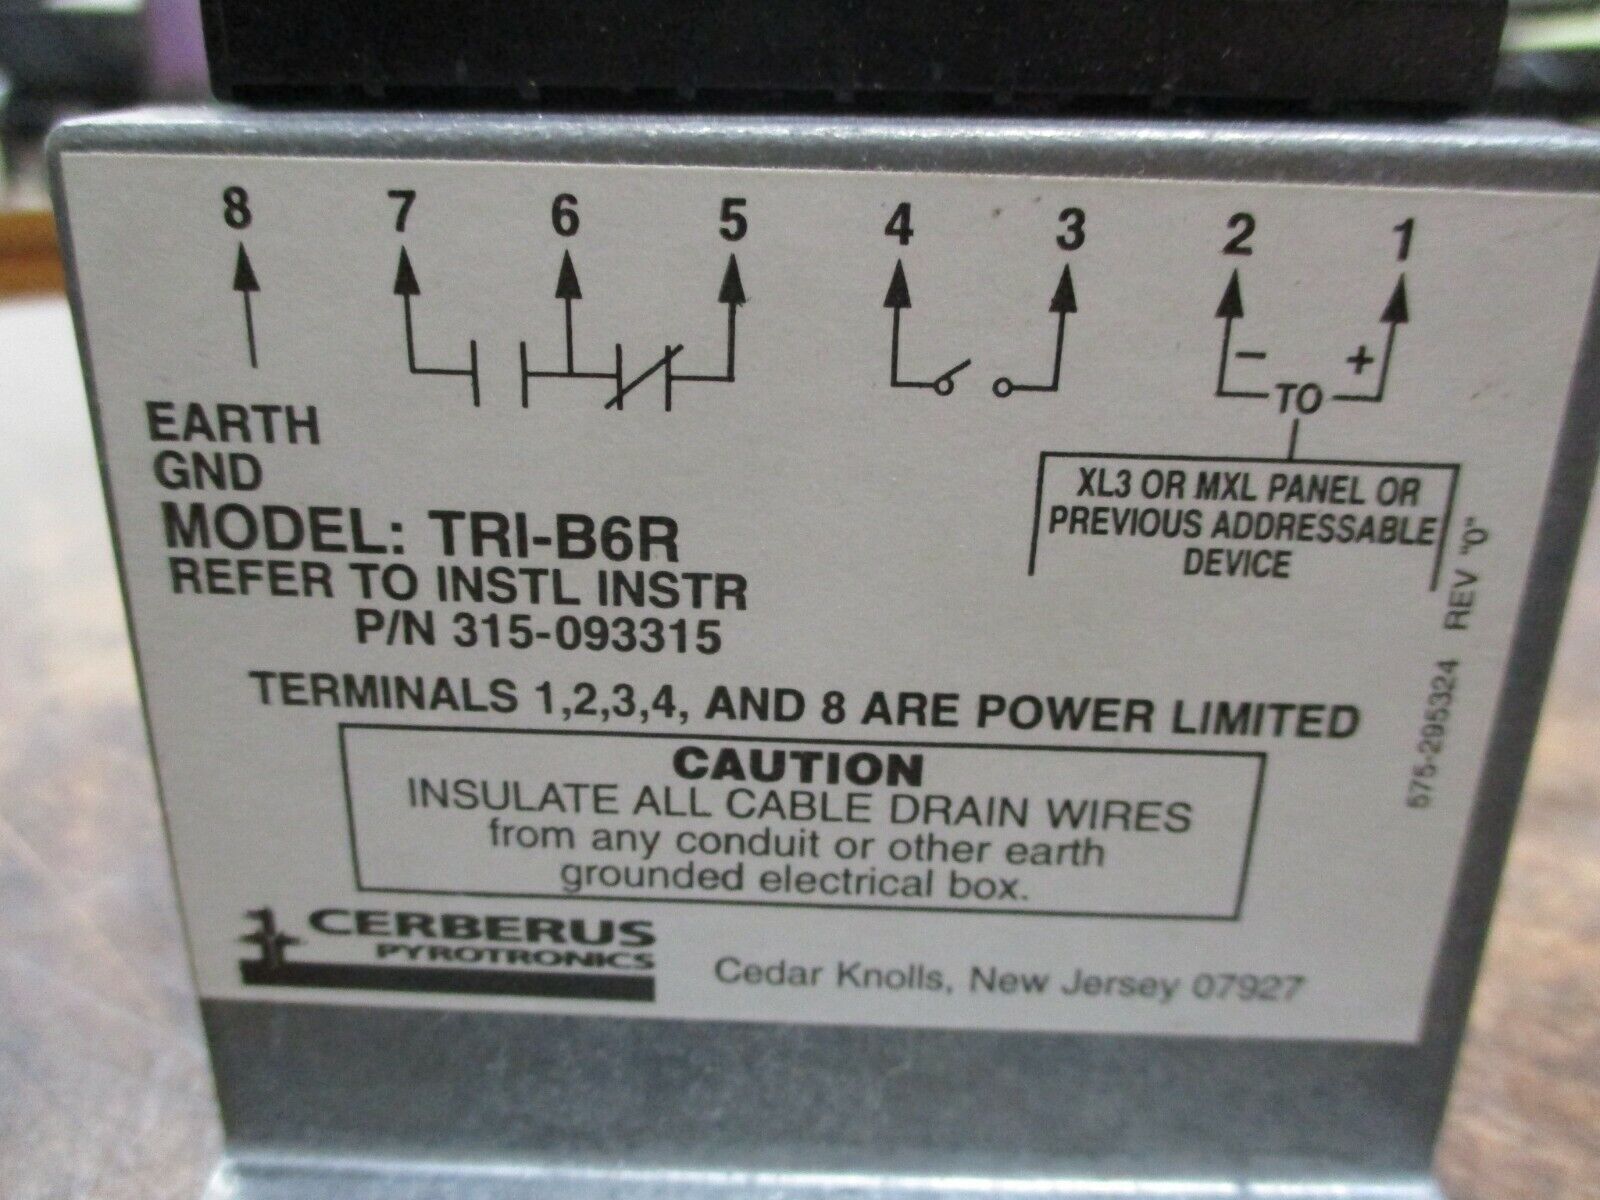 8 7 6 5 4 3 2 1
- +
TO
EARTH
GND
XL3 OR MXL PANEL OR
PREVIOUS ADDRESSABLE
DEVICE
MODEL: TRI-B6R
REFER TO INSTL INSTR
P/N 315-093315
TERMINALS 1,2,3,4, AND 8 ARE POWER LIMITED
CAUTION
INSULATE ALL CABLE DRAIN WIRES
from any conduit or other earth
grounded electrical box.
CERBERUS
PYROTRONICS
Cedar Knolls, New Jersey 07927
575-295324 REV "0"